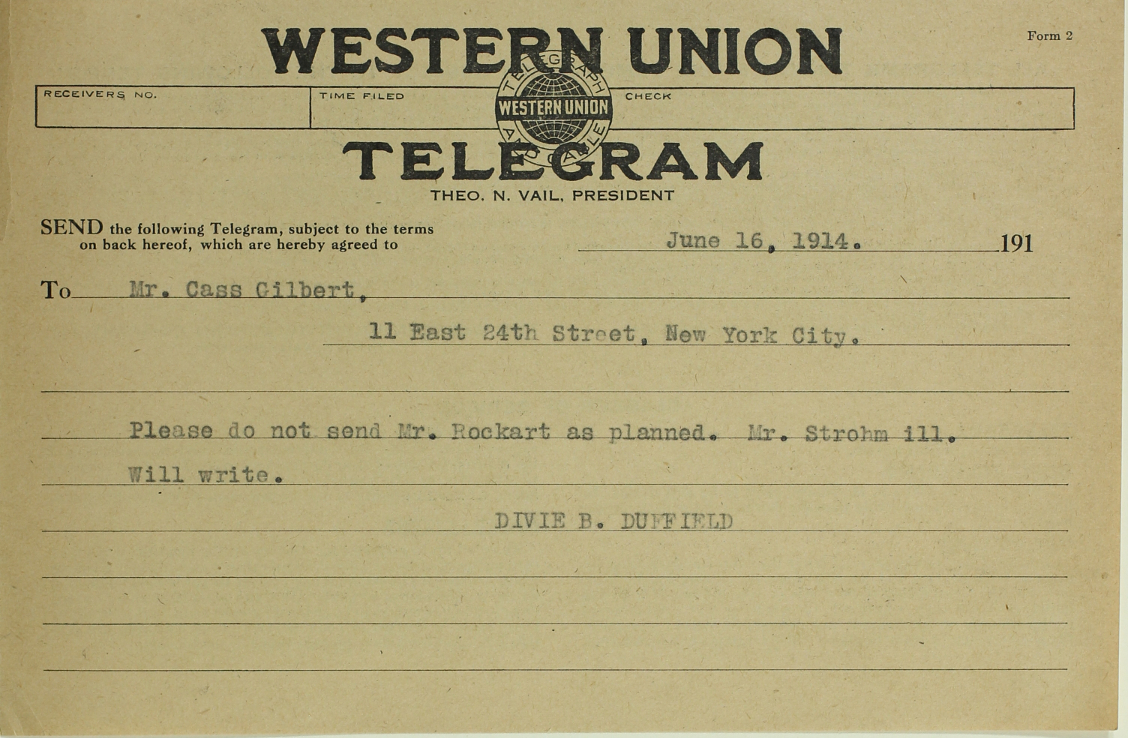 WESTERN UNION
Form 2
RECEIVERS NO.
TIME FILED
CHECK
TELEGRAPH
WESTERN UNION
AND CABLE
TELEGRAM
THEO. N. VAIL, PRESIDENT
SEND the following Telegram, subject to the terms
on back hereof, which are hereby agreed to
June 16, 1914. 191
To Mr. Cass Gilbert,
11 East 24th Street, New York City.
Please do not send Mr. Rockart as planned. Mr. Strohm ill.
Will write.
DIVIE B. DUFFIELD